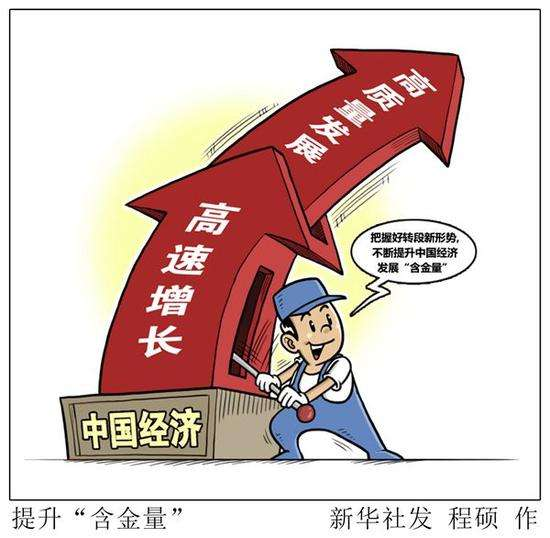 高质量发展
高速增长
把握好转段新形势,
不断提升中国经济
发展“含金量”
中国经济
提升“含金量”
新华社发 程硕 作